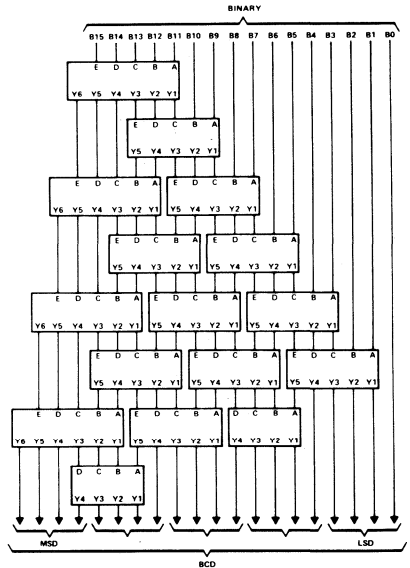 BINARY
B15 B14 B13 B12 B11 B10 B9 B8 B7 B6 B5 B4 B3 B2 B1 B0
E D C B A
Y6 Y5 Y4 Y3 Y2 Y1
E D C B A
Y5 Y4 Y3 Y2 Y1
E D C B A E D C B A
Y6 Y5 Y4 Y3 Y2 Y1 Y5 Y4 Y3 Y2 Y1
E D C B A E D C B A
Y5 Y4 Y3 Y2 Y1 Y5 Y4 Y3 Y2 Y1
E D C B A E D C B A E D C B A
Y6 Y5 Y4 Y3 Y2 Y1 Y5 Y4 Y3 Y2 Y1 Y5 Y4 Y3 Y2 Y1
E D C B A E D C B A E D C B A
Y5 Y4 Y3 Y2 Y1 Y5 Y4 Y3 Y2 Y1 Y5 Y4 Y3 Y2 Y1
E D C B A E D C B A D C B A
Y6 Y5 Y4 Y3 Y2 Y1 Y5 Y4 Y3 Y2 Y1 Y4 Y3 Y2 Y1
D C B A
Y4 Y3 Y2 Y1
MSD LSD
BCD